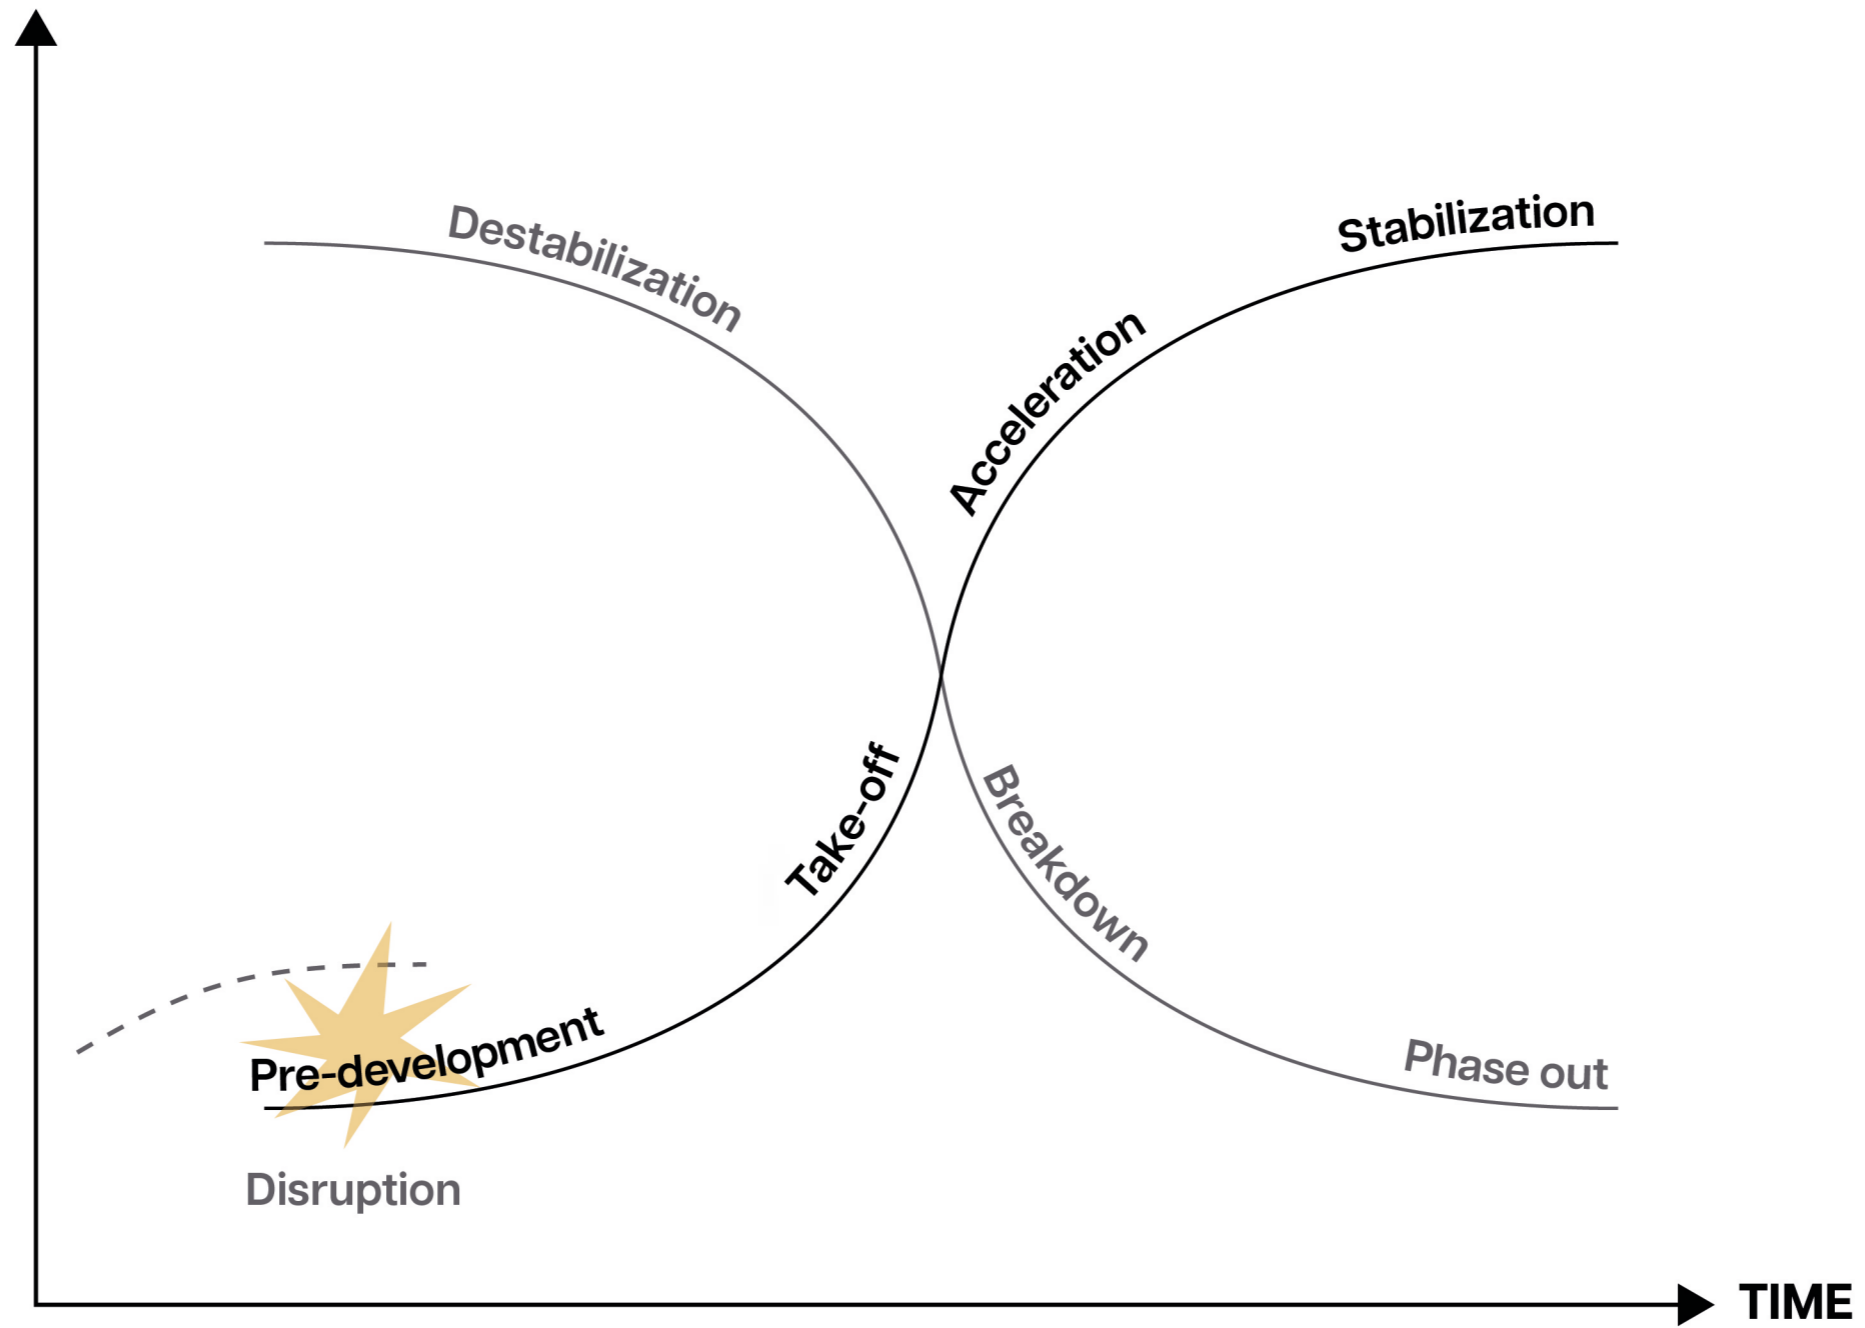 Destabilization
Stabilization
Acceleration
Take-off
Breakdown
Pre-development
Phase out
Disruption
TIME